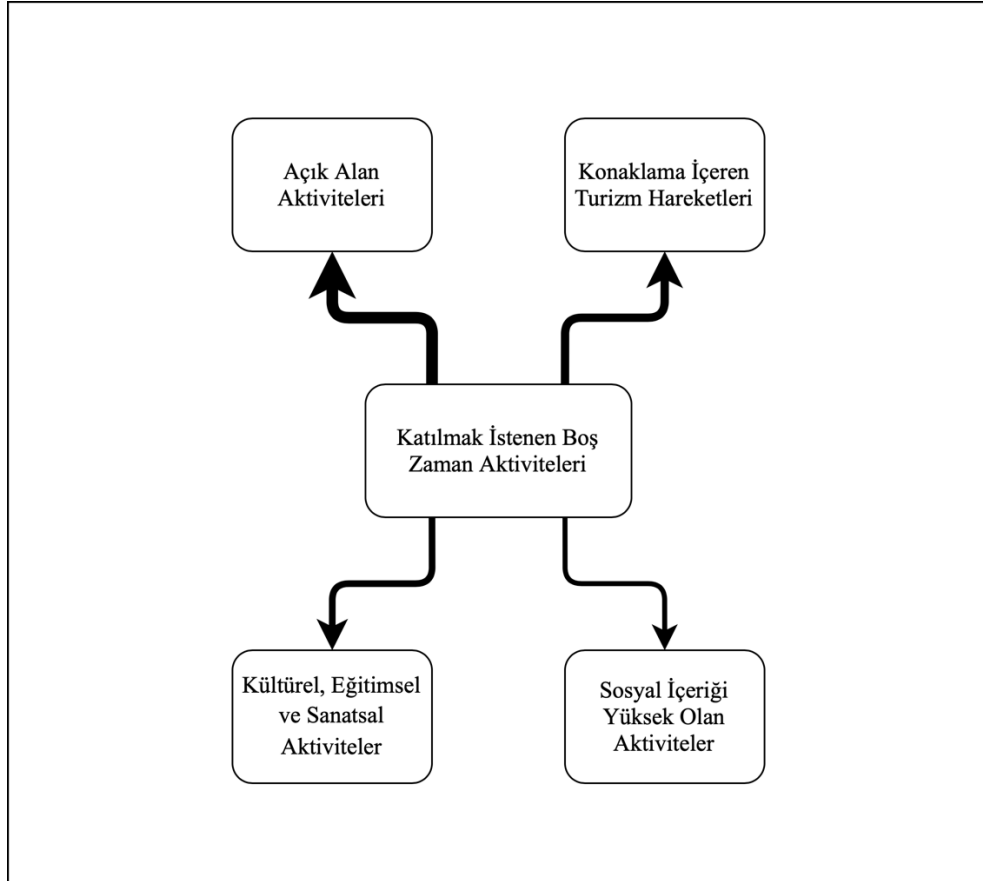 Açık Alan
Aktiviteleri
Konaklama İçeren
Turizm Hareketleri
Katılmak İstenen Boş
Zaman Aktiviteleri
Kültürel, Eğitimsel
ve Sanatsal
Aktiviteler
Sosyal İçeriği
Yüksek Olan
Aktiviteler